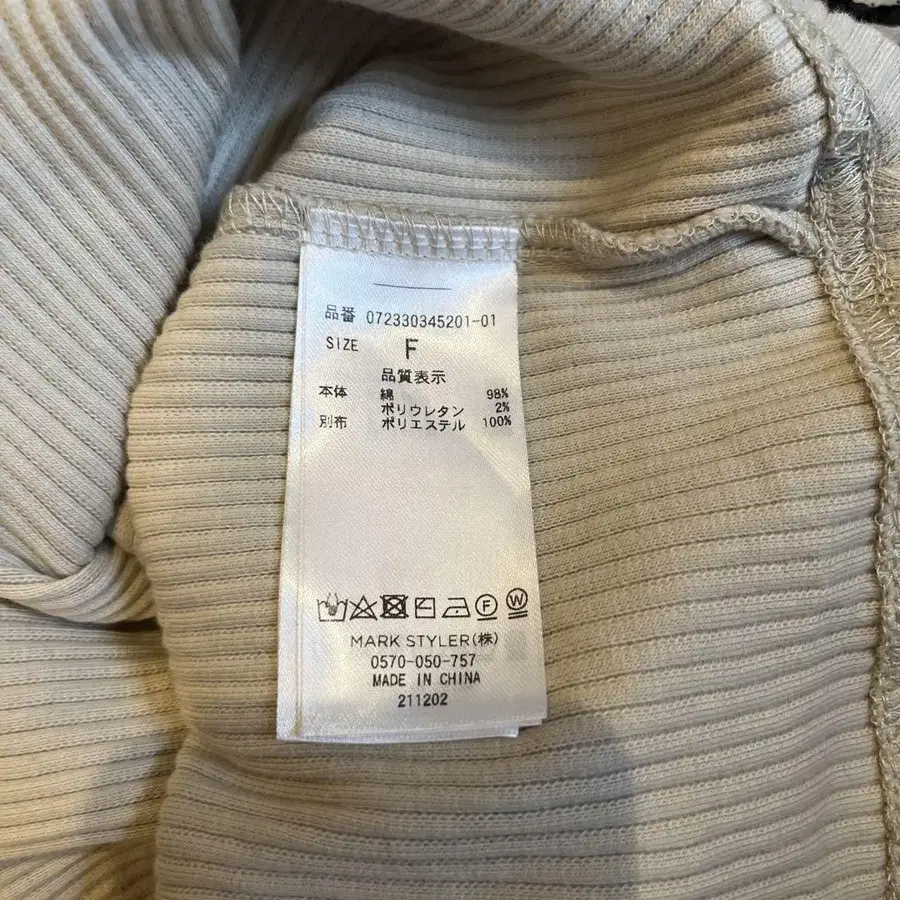 品番 072330345201-01
SIZE F
品質表示
本体 綿 98%
ポリウレタン 2%
別布 ポリエステル 100%
MARK STYLER(株)
0570-050-757
MADE IN CHINA
211202